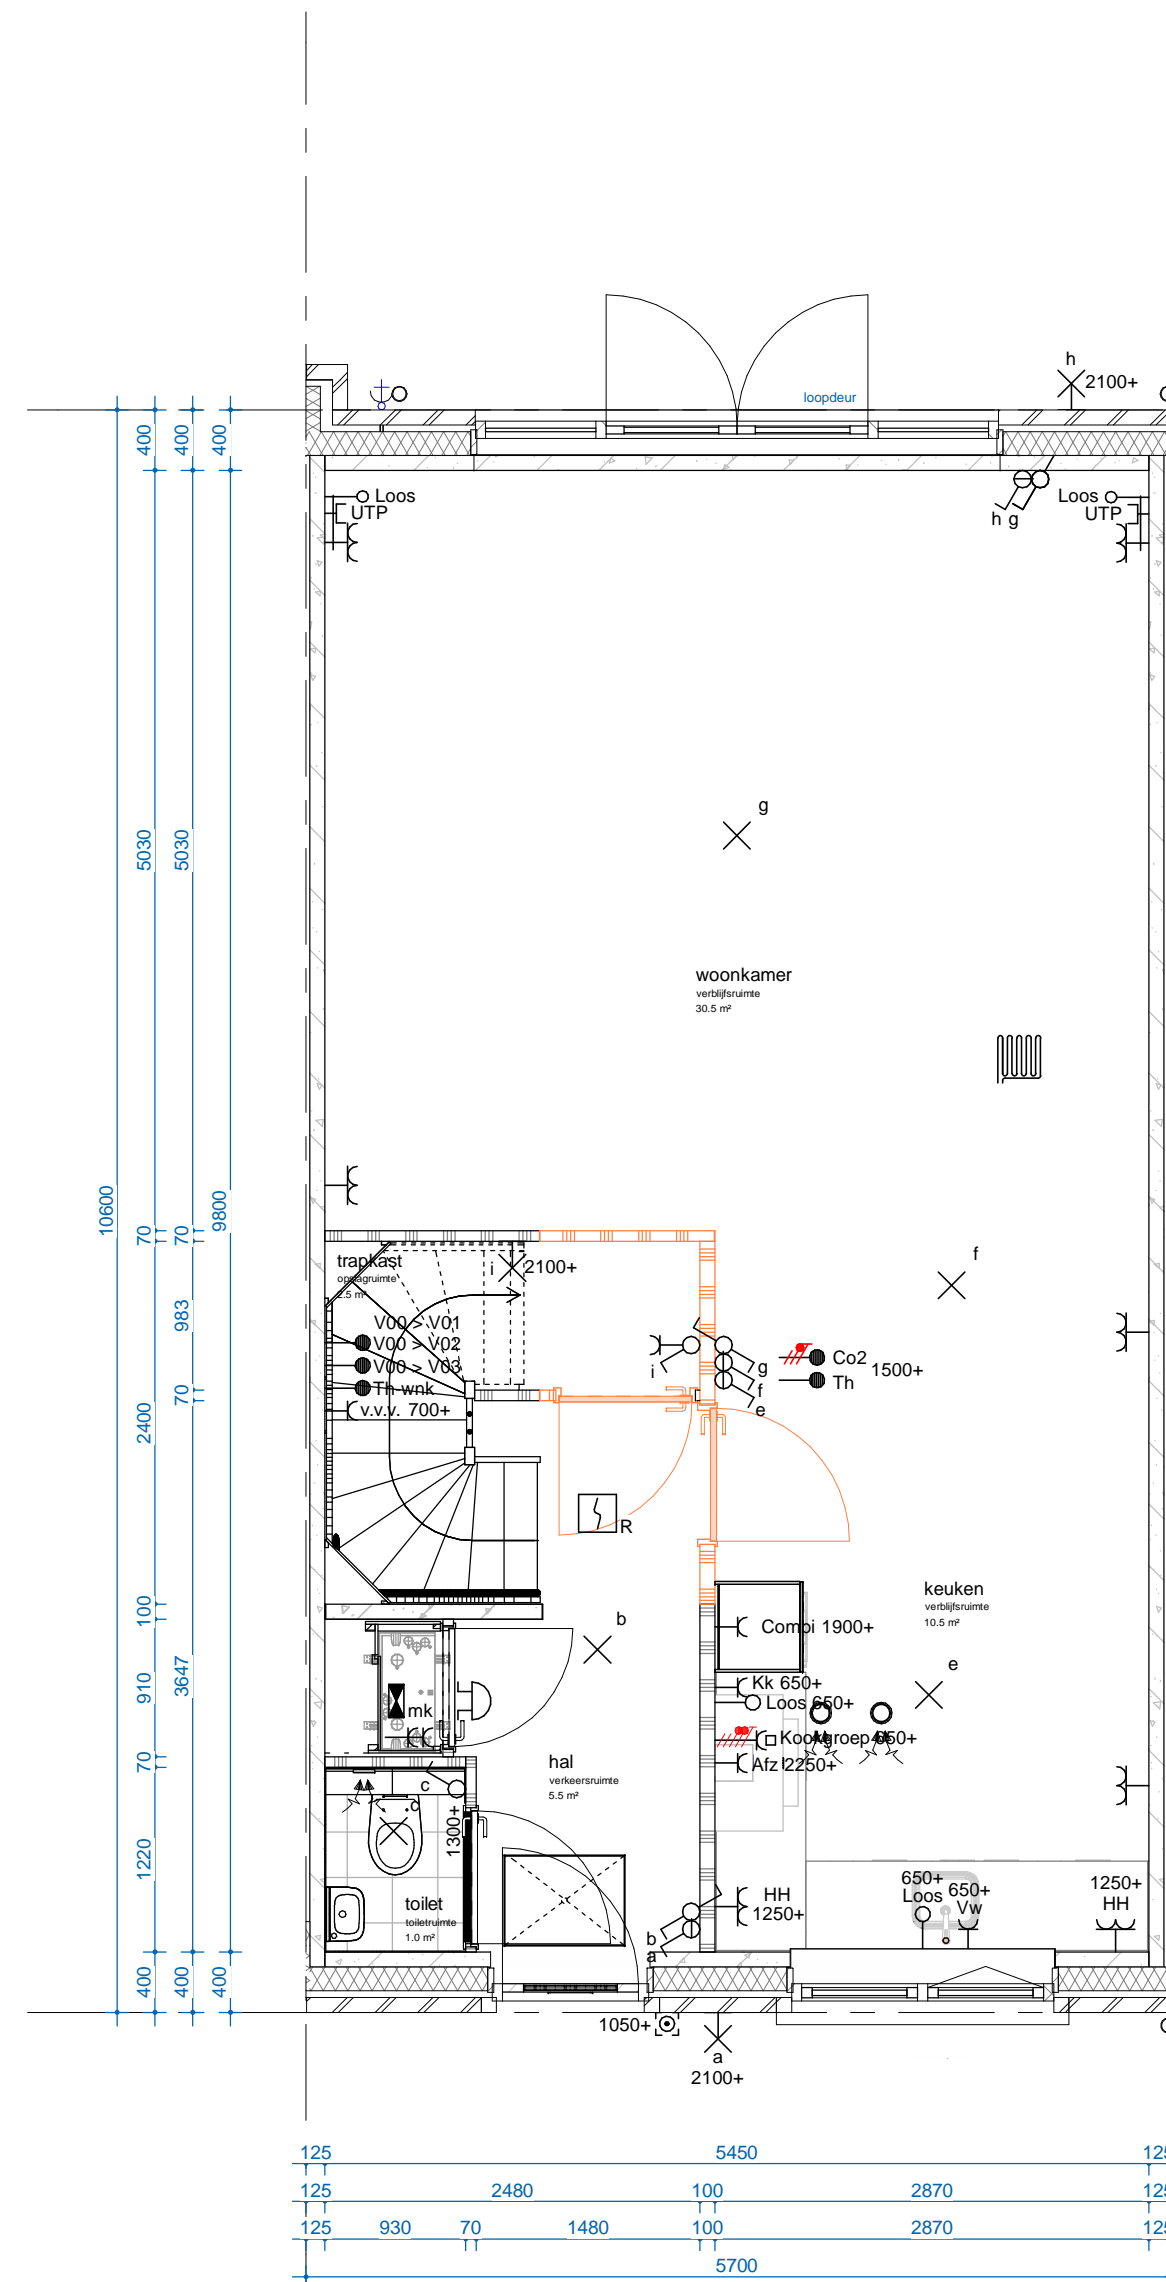 h
2100+
loopdeur
400
400
400
Loos
UTP
h g
Loos
UTP
g
5030
5030
woonkamer
verblijfsruimte
30.5 m²
10600
9800
70
70
f
trapkast
opslagruimte
2.5 m²
i
2100+
983
V00 > V01
V00 > V02
V00 > V03
Th wnk
v.v.v. 700+
i
g
f
e
Co2
Th
1500+
70
2400
R
100
b
keuken
verblijfsruimte
10.5 m²
Combi 1900+
910
3647
mk
e
Kk 650+
Loos 650+
Kookgroep 650+
Afz 2250+
70
hal
verkeersruimte
5.5 m²
c
c
1300+
1220
toilet
toiletruimte
1.0 m²
HH
1250+
650+
Loos
650+
Vw
1250+
HH
b
a
400
400
400
1050+
a
2100+
125
5450
125
125
2480
100
2870
125
125
930
70
1480
100
2870
125
5700